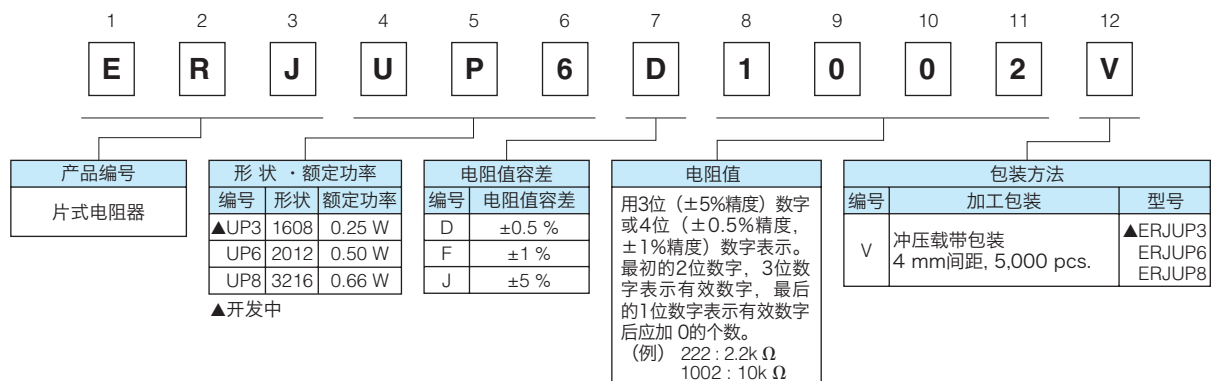 1 2 3 4 5 6 7 8 9 10 11 12
E R J U P 6 D 1 0 0 2 V
产品编号
片式电阻器
形 状 ・额定功率
编号 形状 额定功率
▲UP3 1608 0.25 W
UP6 2012 0.50 W
UP8 3216 0.66 W
▲开发中
电阻值容差
编号 电阻值容差
D ±0.5 %
F ±1 %
J ±5 %
电阻值
用3位（±5%精度）数字
或4位（±0.5%精度，
±1%精度）数字表示。
最初的2位数字，3位数
字表示有效数字，最后
的1位数字表示有效数字
后应加 0的个数。
（例） 222 : 2.2k Ω
1002 : 10k Ω
包装方法
编号 加工包装 型号
V
冲压载带包装
4 mm间距, 5,000 pcs.
▲ERJUP3
ERJUP6
ERJUP8